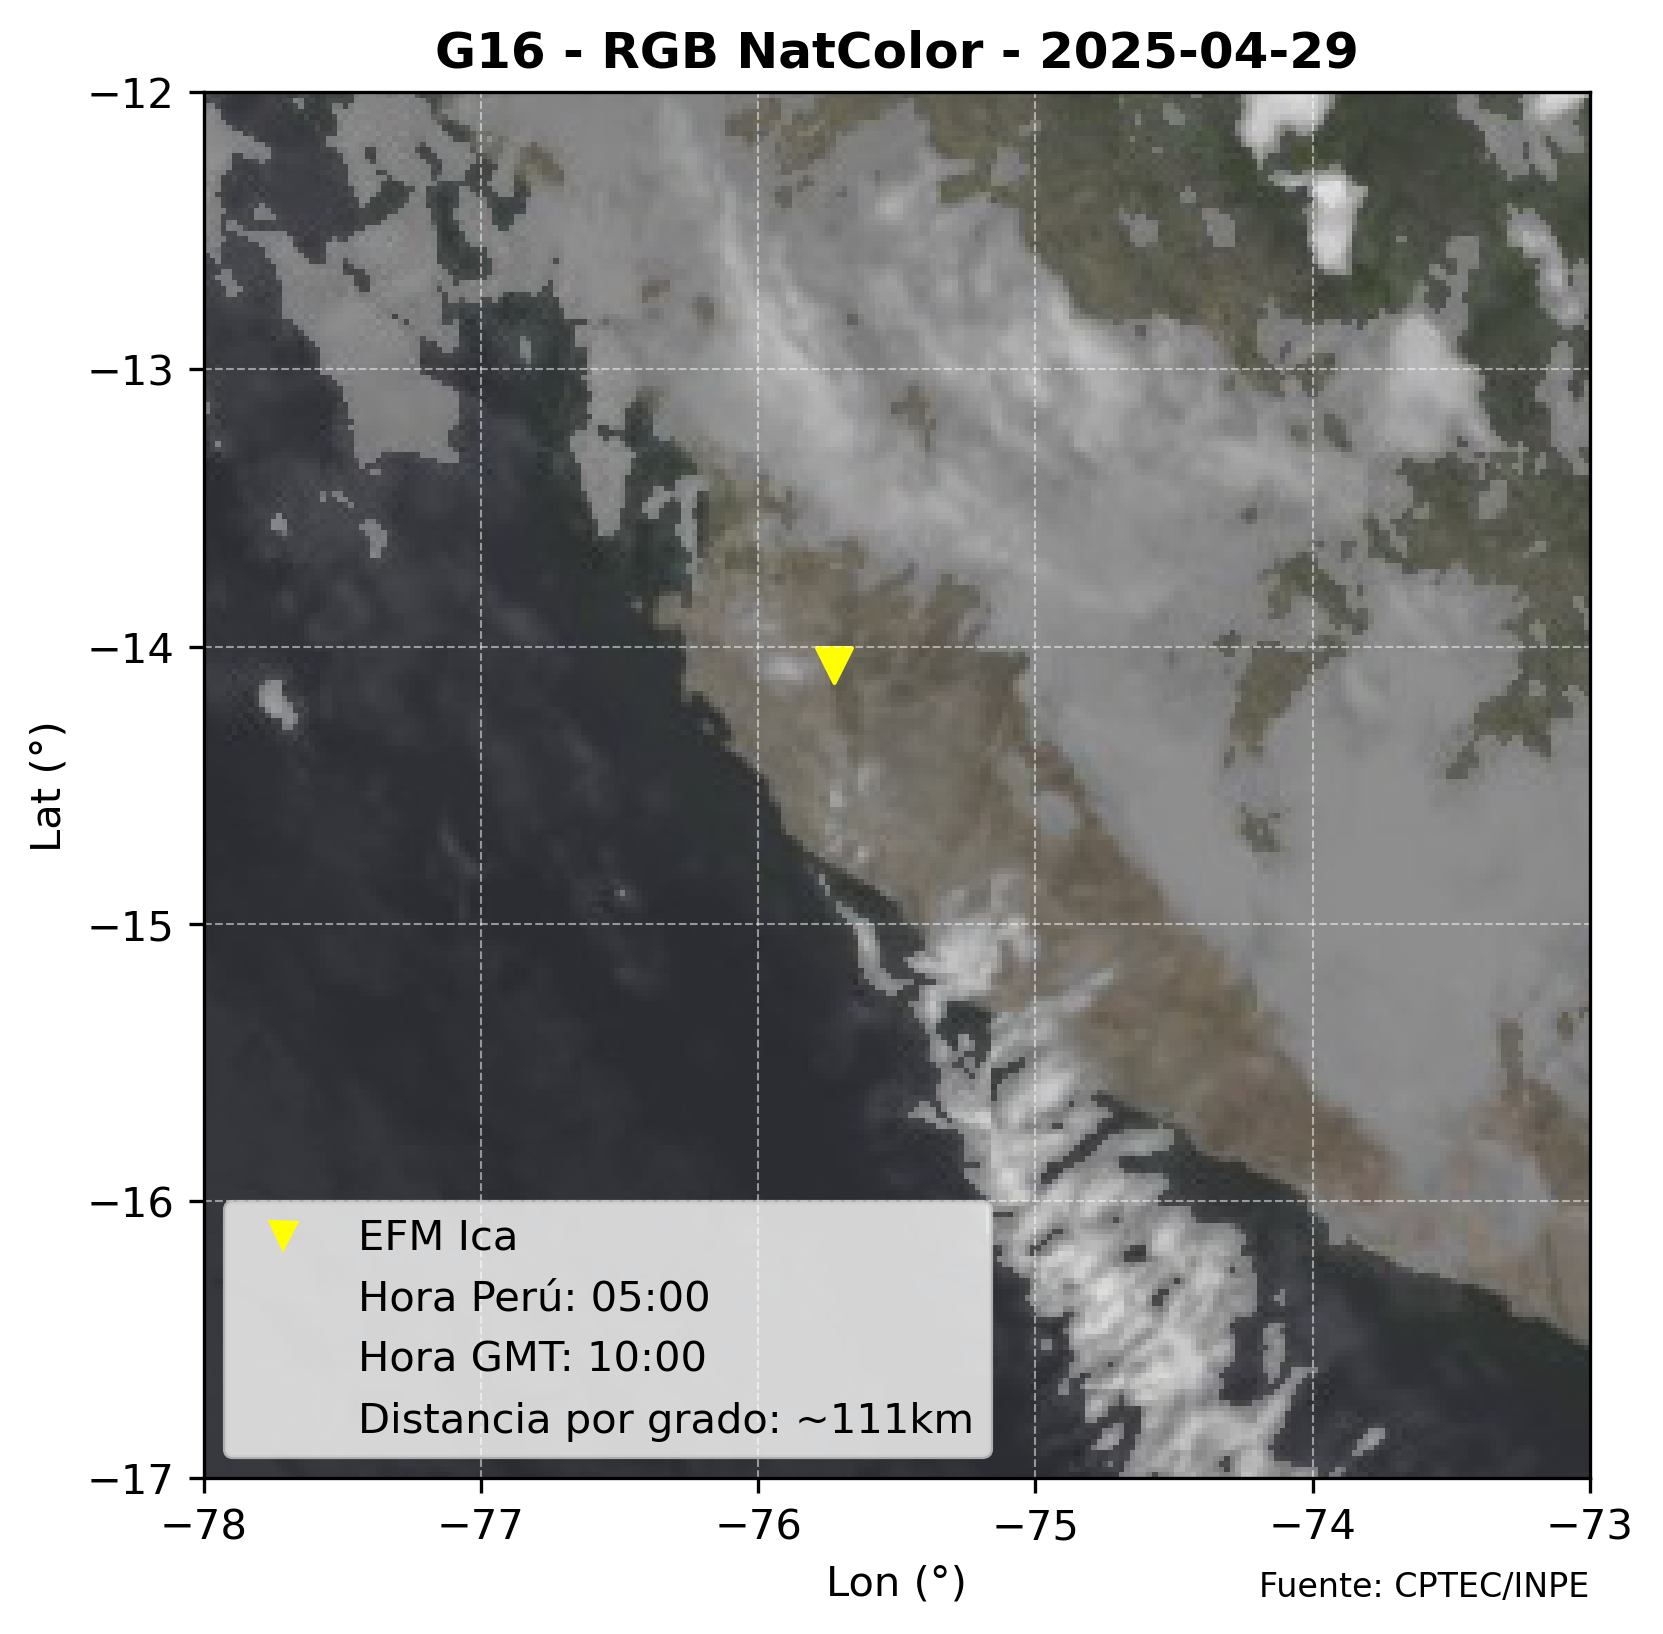 G16 - RGB NatColor - 2025-04-29
−12
−13
−14
−15
−16
−17
Lat (°)
EFM Ica
Hora Perú: 05:00
Hora GMT: 10:00
Distancia por grado: ~111km
−78 −77 −76 −75 −74 −73
Lon (°)
Fuente: CPTEC/INPE